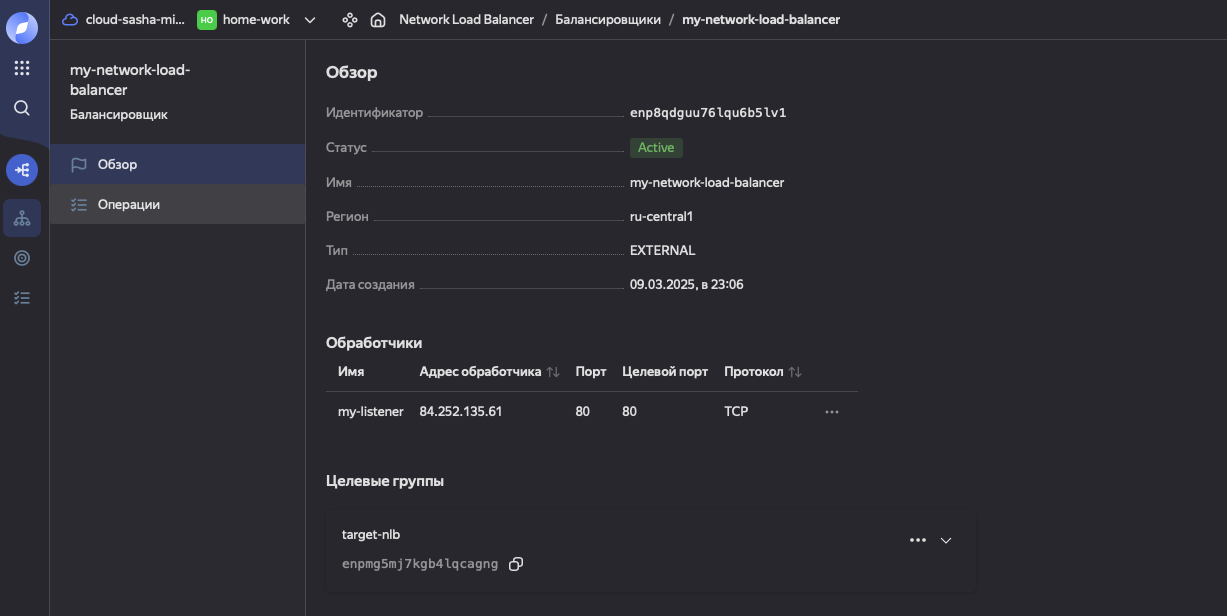 cloud-sasha-mi...
HO
home-work
Network Load Balancer / Балансировщики / my-network-load-balancer
my-network-load-
balancer
Балансировщик
Обзор
Операции
Обзор
Идентификатор enp8qdguu76lqu6b5lv1
Статус Active
Имя my-network-load-balancer
Регион ru-central1
Тип EXTERNAL
Дата создания 09.03.2025, в 23:06
Обработчики
Имя Адрес обработчика Порт Целевой порт Протокол
my-listener 84.252.135.61 80 80 TCP
Целевые группы
target-nlb
enpmg5mj7kgb4lqcagng